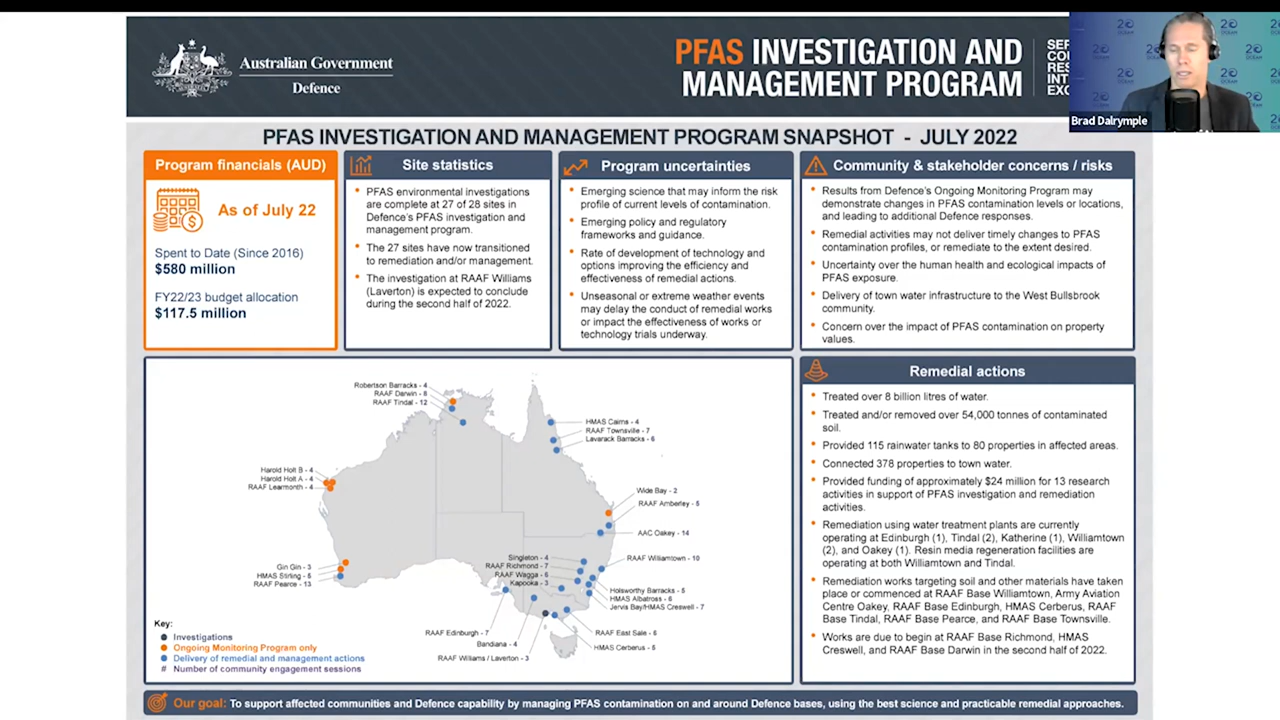 Australian Government
Defence
PFAS INVESTIGATION AND
MANAGEMENT PROGRAM
Brad Dalrymple
PFAS INVESTIGATION AND MANAGEMENT PROGRAM SNAPSHOT - JULY 2022
Program financials (AUD)
As of July 22
Spent to Date (Since 2016)
$580 million
FY22/23 budget allocation
$117.5 million
Site statistics
• PFAS environmental investigations
are complete at 27 of 28 sites in
Defence's PFAS investigation and
management program.
• The 27 sites have now transitioned
to remediation and/or management.
• The investigation at RAAF Williams
(Laverton) is expected to conclude
during the second half of 2022.
Program uncertainties
• Emerging science that may inform the risk
profile of current levels of contamination.
• Emerging policy and regulatory
frameworks and guidance.
• Rate of development of technology and
options improving the efficiency and
effectiveness of remedial actions.
• Unseasonal or extreme weather events
may delay the conduct of remedial works
or impact the effectiveness of works or
technology trials underway.
Community & stakeholder concerns / risks
• Results from Defence's Ongoing Monitoring Program may
demonstrate changes in PFAS contamination levels or locations,
and leading to additional Defence responses.
• Remedial activities may not deliver timely changes to PFAS
contamination profiles, or remediate to the extent desired.
• Uncertainty over the human health and ecological impacts of
PFAS exposure.
• Delivery of town water infrastructure to the West Bullsbrook
community.
• Concern over the impact of PFAS contamination on property
values.
Robertson Barracks - 4
RAAF Darwin - 8
RAAF Tindal - 12
HMAS Cairns - 4
RAAF Townsville - 7
Lavarack Barracks - 6
Harold Holt B - 4
Harold Holt A - 4
RAAF Learmonth - 4
Wide Bay - 2
RAAF Amberley - 5
AAC Oakey - 14
Singleton - 4
RAAF Richmond - 7
RAAF Wagga - 6
Kapooka - 3
RAAF Williamtown - 10
Gin Gin - 3
HMAS Stirling - 5
RAAF Pearce - 13
Holsworthy Barracks - 5
HMAS Albatross - 6
Jervis Bay/HMAS Creswell - 7
RAAF Edinburgh - 7
Bandiana - 4
RAAF Williams / Laverton - 3
RAAF East Sale - 6
HMAS Cerberus - 5
Key:
Investigations
Ongoing Monitoring Program only
Delivery of remedial and management actions
# Number of community engagement sessions
Remedial actions
• Treated over 8 billion litres of water.
• Treated and/or removed over 54,000 tonnes of contaminated
soil.
• Provided 115 rainwater tanks to 80 properties in affected areas.
• Connected 378 properties to town water.
• Provided funding of approximately $24 million for 13 research
activities in support of PFAS investigation and remediation
activities.
• Remediation using water treatment plants are currently
operating at Edinburgh (1), Tindal (2), Katherine (1), Williamtown
(2), and Oakey (1). Resin media regeneration facilities are
operating at both Williamtown and Tindal.
• Remediation works targeting soil and other materials have taken
place or commenced at RAAF Base Williamtown, Army Aviation
Centre Oakey, RAAF Base Edinburgh, HMAS Cerberus, RAAF
Base Tindal, RAAF Base Pearce, and RAAF Base Townsville.
• Works are due to begin at RAAF Base Richmond, HMAS
Creswell, and RAAF Base Darwin in the second half of 2022.
Our goal: To support affected communities and Defence capability by managing PFAS contamination on and around Defence bases, using the best science and practicable remedial approaches.